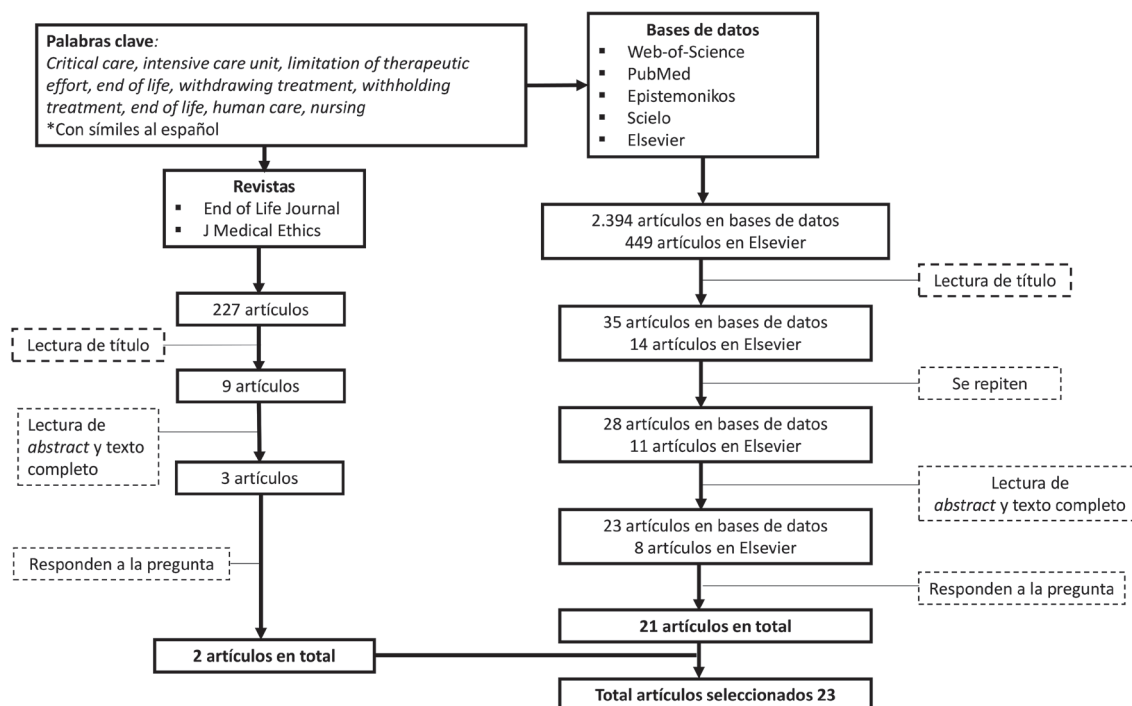 Palabras clave:
Critical care, intensive care unit, limitation of therapeutic
effort, end of life, withdrawing treatment, withholding
treatment, end of life, human care, nursing
*Con símiles al español
Bases de datos
▪ Web-of-Science
▪ PubMed
▪ Epistemonikos
▪ Scielo
▪ Elsevier
Revistas
▪ End of Life Journal
▪ J Medical Ethics
227 artículos
Lectura de título
9 artículos
Lectura de
abstract y texto
completo
3 artículos
Responden a la pregunta
2 artículos en total
2.394 artículos en bases de datos
449 artículos en Elsevier
Lectura de título
35 artículos en bases de datos
14 artículos en Elsevier
Se repiten
28 artículos en bases de datos
11 artículos en Elsevier
Lectura de
abstract y texto completo
23 artículos en bases de datos
8 artículos en Elsevier
Responden a la pregunta
21 artículos en total
Total artículos seleccionados 23